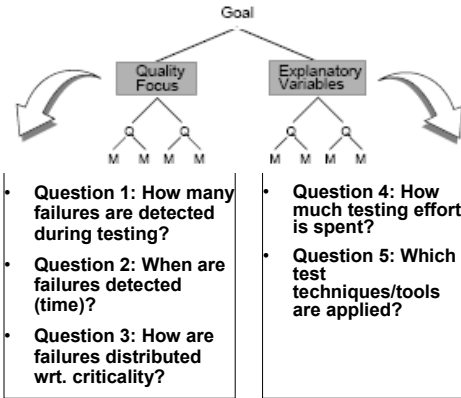 Goal
Quality
Focus
Explanatory
Variables
Q Q Q Q
M M M M M M M M
• Question 1: How many
failures are detected
during testing?
• Question 2: When are
failures detected
(time)?
• Question 3: How are
failures distributed
wrt. criticality?
• Question 4: How
much testing effort
is spent?
• Question 5: Which
test
techniques/tools
are applied?